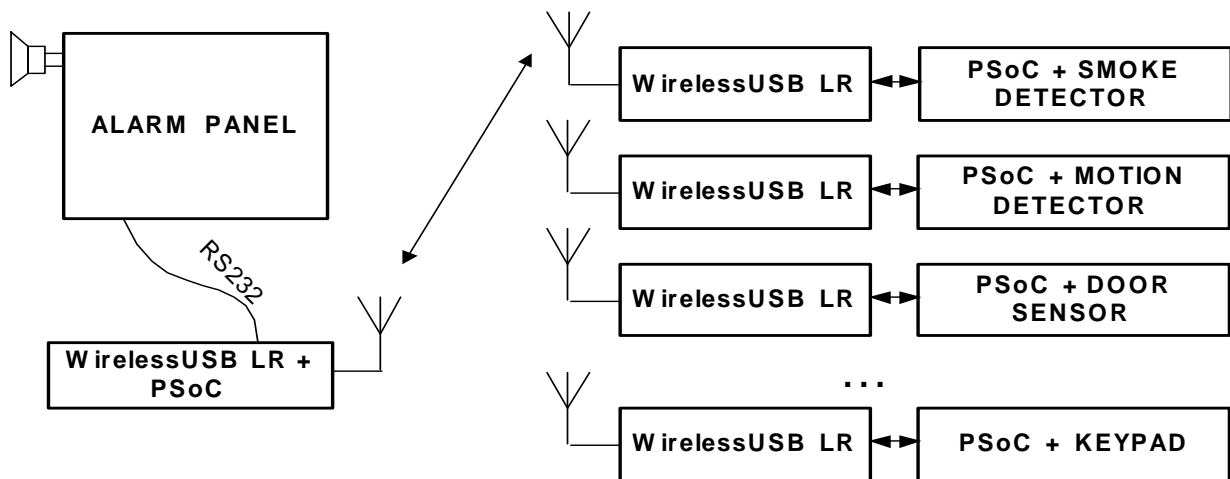 ALARM PANEL
RS232
WirelessUSB LR +
PSoC
WirelessUSB LR
PSoC + SMOKE
DETECTOR
WirelessUSB LR
PSoC + MOTION
DETECTOR
WirelessUSB LR
PSoC + DOOR
SENSOR
...
WirelessUSB LR
PSoC + KEYPAD